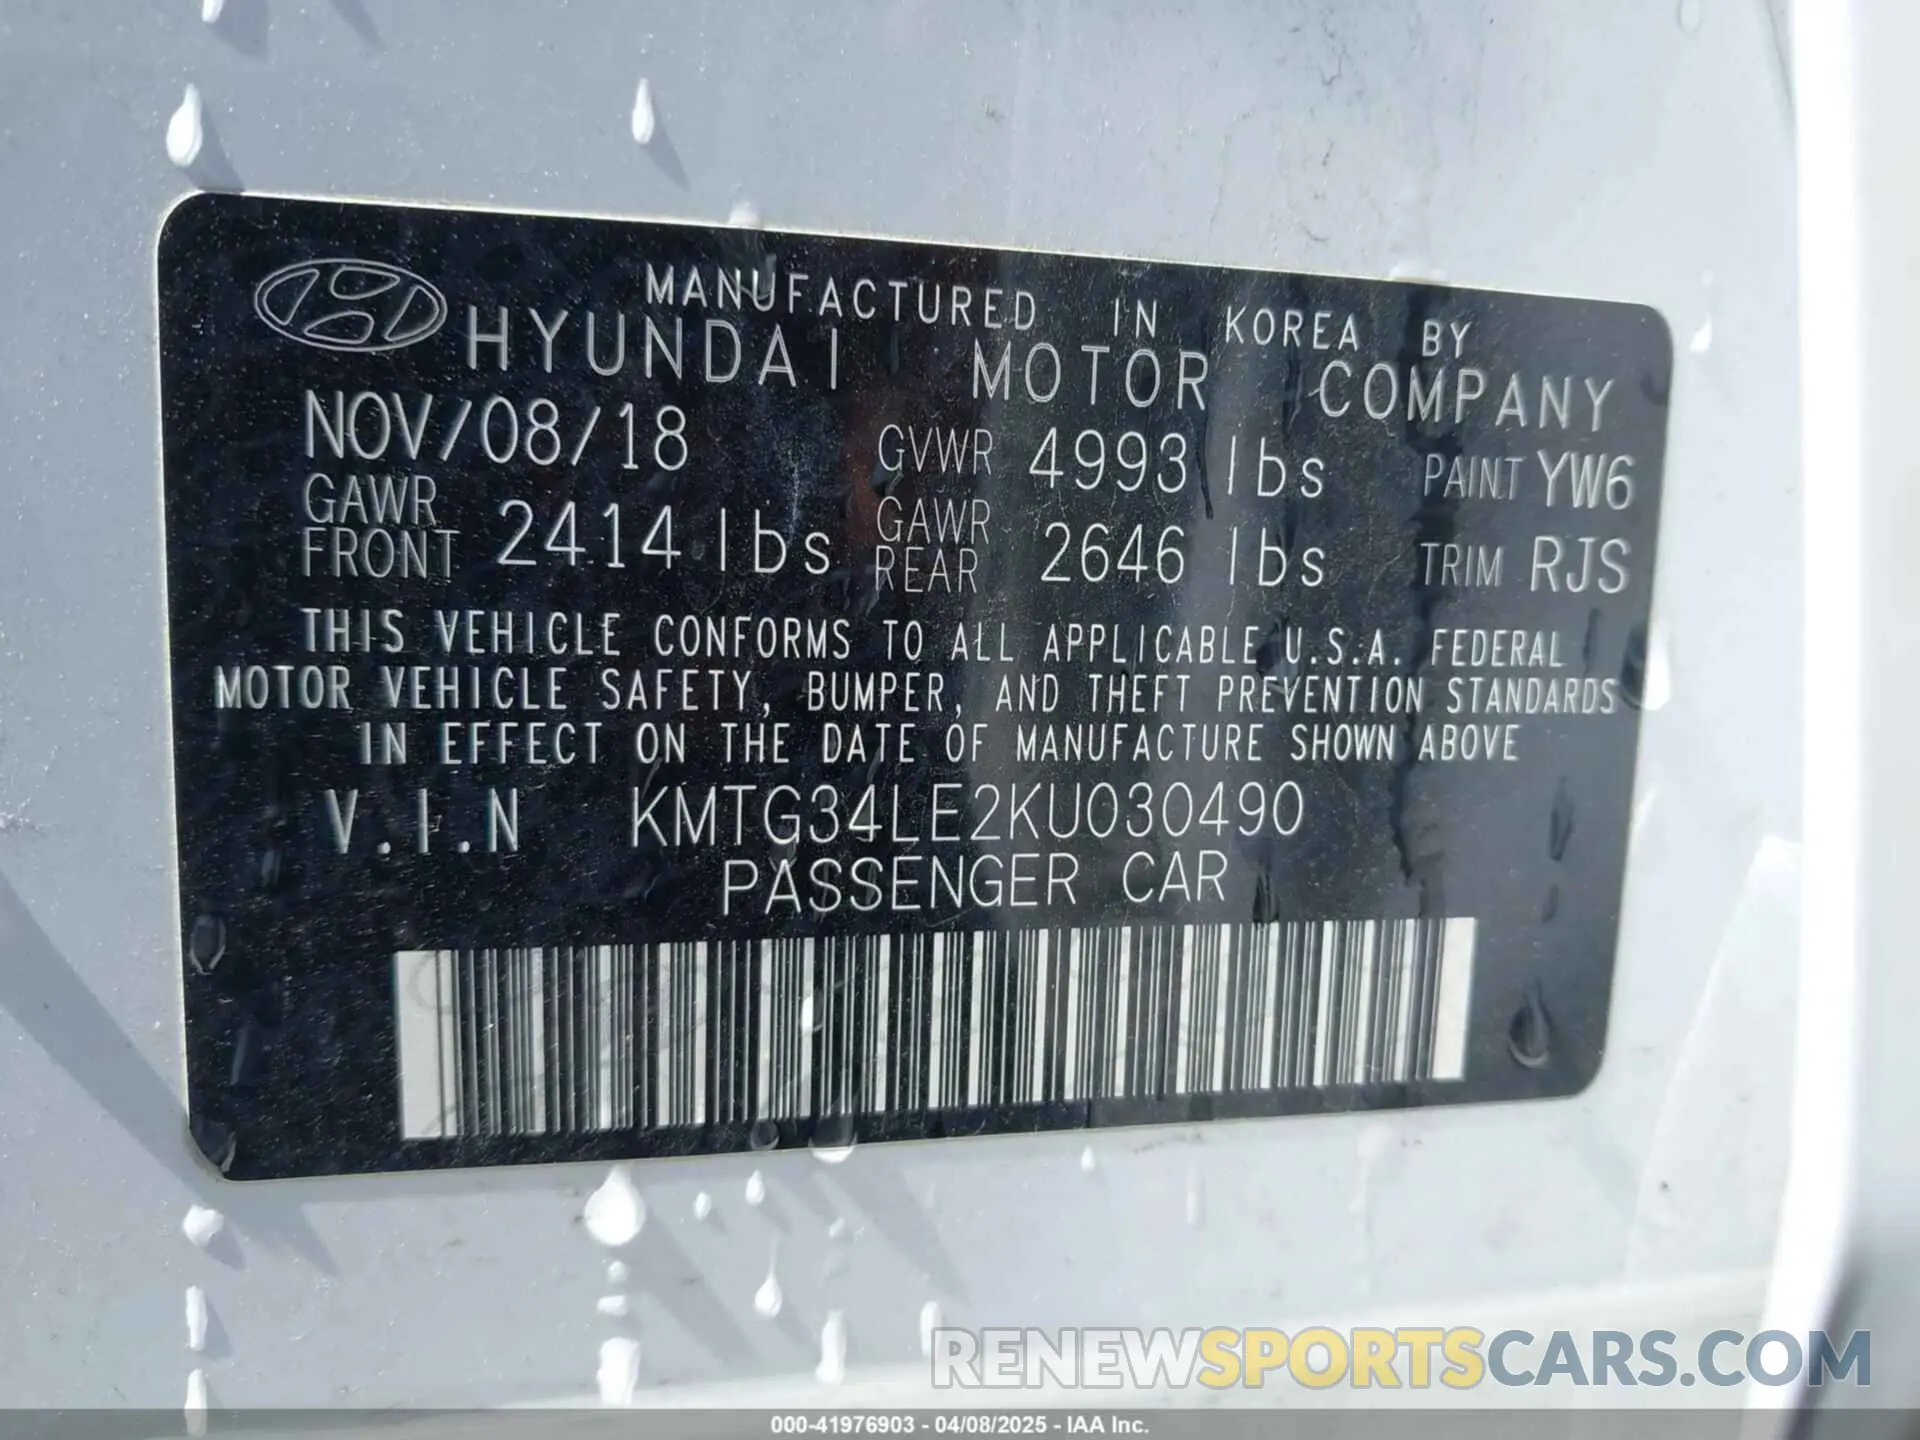 MANUFACTURED IN KOREA BY
HYUNDAI MOTOR COMPANY
NOV/08/18 GVWR 4993 lbs PAINT YW6
GAWR FRONT 2414 lbs GAWR REAR 2646 lbs TRIM RJS
THIS VEHICLE CONFORMS TO ALL APPLICABLE U.S.A. FEDERAL
MOTOR VEHICLE SAFETY, BUMPER, AND THEFT PREVENTION STANDARDS
IN EFFECT ON THE DATE OF MANUFACTURE SHOWN ABOVE
V.I.N KMTG34LE2KU030490
PASSENGER CAR
RENEWSPORTSCARS.COM
000-41976903 - 04/08/2025 - IAA Inc.